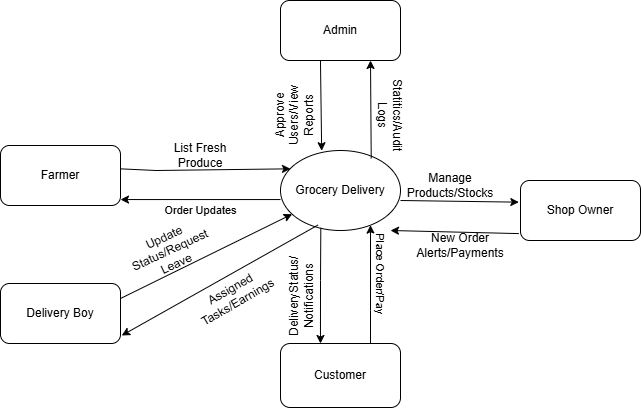 Admin
Approve
Users/View
Reports
Statitics/Audit
Logs
List Fresh
Produce
Farmer
Grocery Delivery
Manage
Products/Stocks
Shop Owner
Order Updates
New Order
Alerts/Payments
Update
Status/Request
Leave
Assigned
Tasks/Earnings
DeliveryStatus/
Notifications
Place Order/Pay
Delivery Boy
Customer